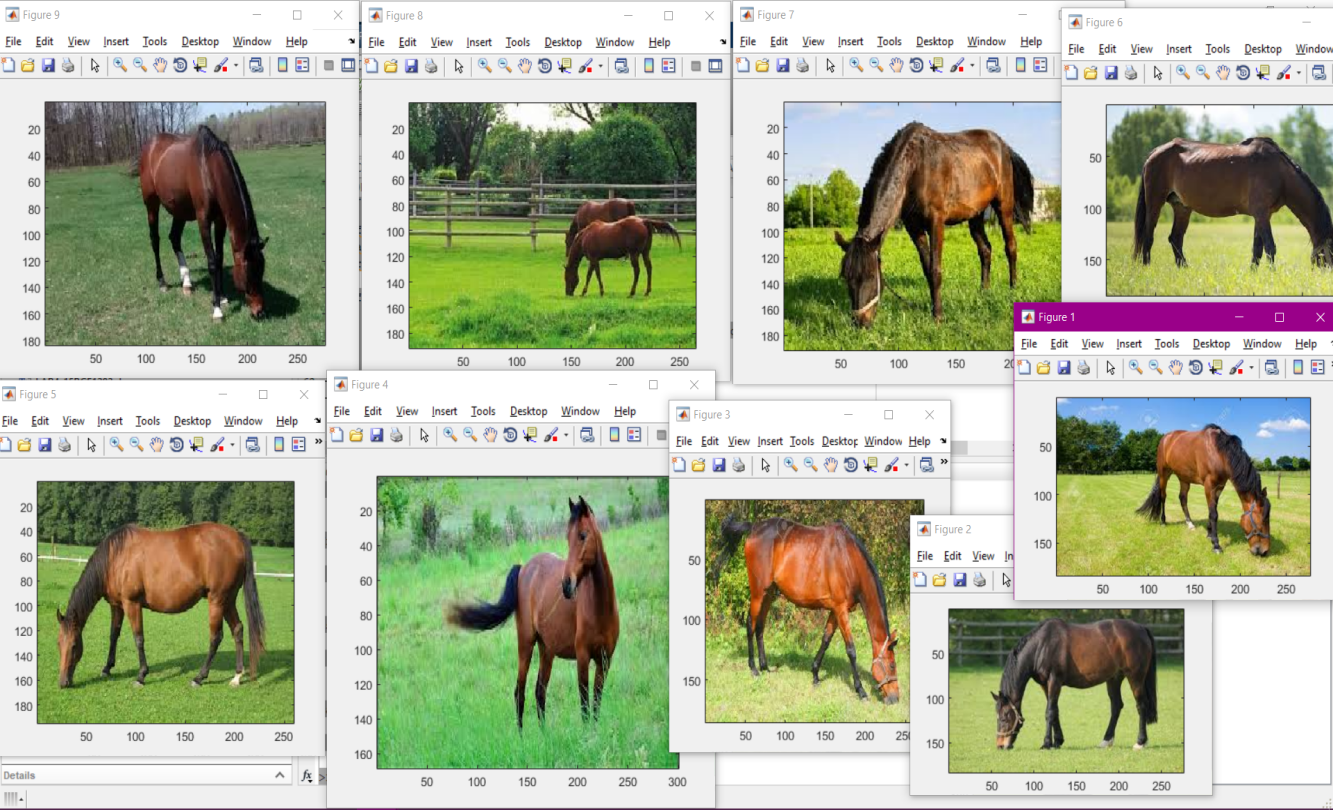 Figure 9
File Edit View Insert Tools Desktop Window Help
20
40
60
80
100
120
140
160
180
50 100 150 200 250
Figure 8
File Edit View Insert Tools Desktop Window Help
20
40
60
80
100
120
140
160
180
50 100 150 200 250
Figure 7
File Edit View Insert Tools Desktop Window Help
20
40
60
80
100
120
140
160
180
50 100 150
Figure 6
File Edit View Insert Tools Desktop Window
50
100
150
Figure 5
File Edit View Insert Tools Desktop Window Help
20
40
60
80
100
120
140
160
180
50 100 150 200 250
Figure 4
File Edit View Insert Tools Desktop Window Help
20
40
60
80
100
120
140
160
50 100 150 200 250 300
Figure 3
File Edit View Insert Tools Desktop Window Help
50
100
150
50 100 150 200
Figure 2
File Edit View
50
100
150
50 100 150 200 250
Figure 1
File Edit View Insert Tools Desktop Window Help
50
100
150
50 100 150 200 250
Details
fx